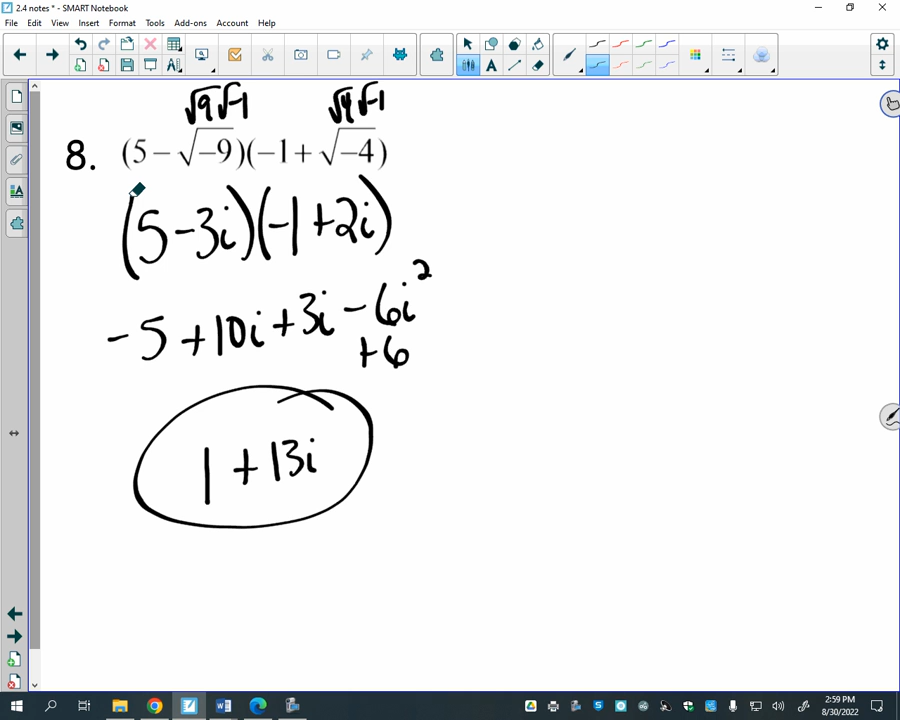 2.4 notes * - SMART Notebook
File Edit View Insert Format Tools Add-ons Account Help
√9√-1 √4√-1
8. (5 − √−9)(−1 + √−4)
(5 - 3i)(-1 + 2i)
-5 + 10i + 3i - 6i²
+6
1 + 13i
2:59 PM
8/30/2022